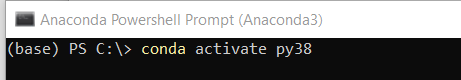 Anaconda Powershell Prompt (Anaconda3)
(base) PS C:\> conda activate py38